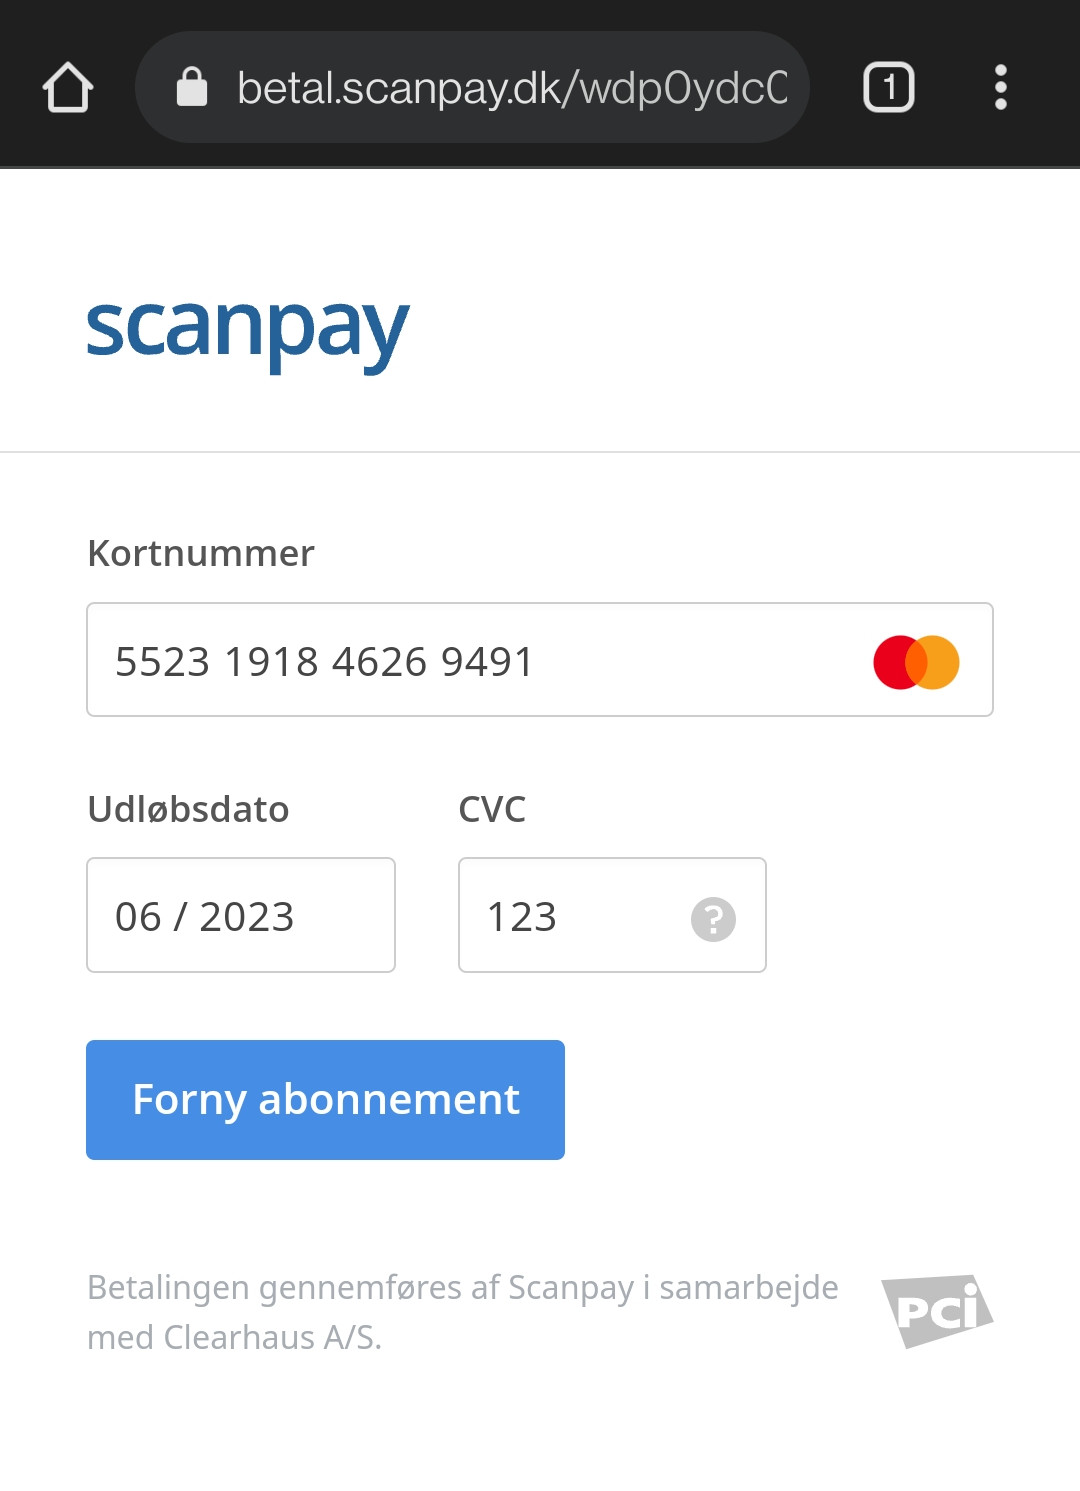 betal.scanpay.dk/wdp0ydc
1
scanpay
Kortnummer
5523 1918 4626 9491
Udløbsdato
CVC
06 / 2023
123
?
Forny abonnement
Betalingen gennemføres af Scanpay i samarbejde
med Clearhaus A/S.
PCi